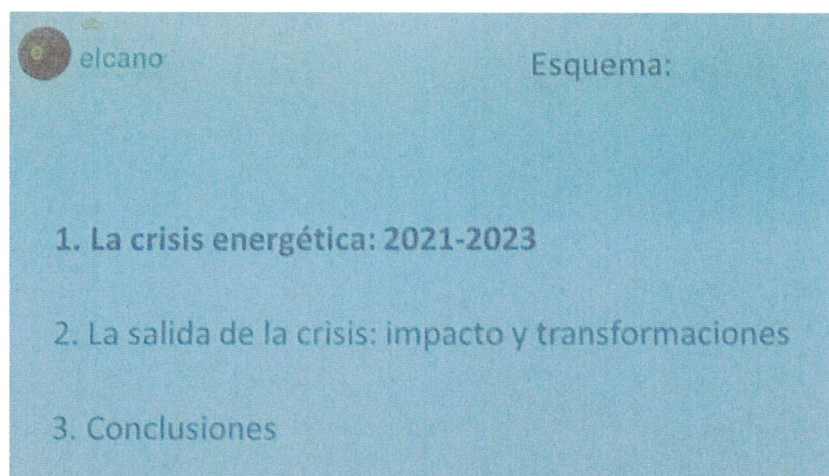 elcano
Esquema:
1. La crisis energética: 2021-2023
2. La salida de la crisis: impacto y transformaciones
3. Conclusiones